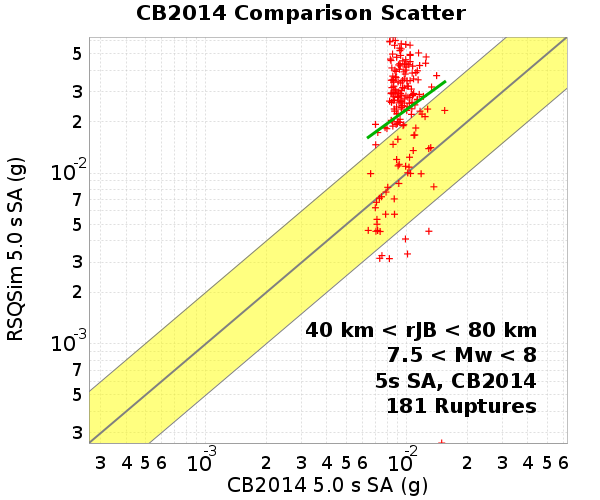 CB2014 Comparison Scatter
RSQSim 5.0 s SA (g)
5
3
2
10⁻²
7
5
3
2
10⁻³
7
5
3
40 km < rJB < 80 km
7.5 < Mw < 8
5s SA, CB2014
181 Ruptures
3 4 5 6 10⁻³ 2 3 4 5 6 10⁻² 2 3 4 5 6
CB2014 5.0 s SA (g)